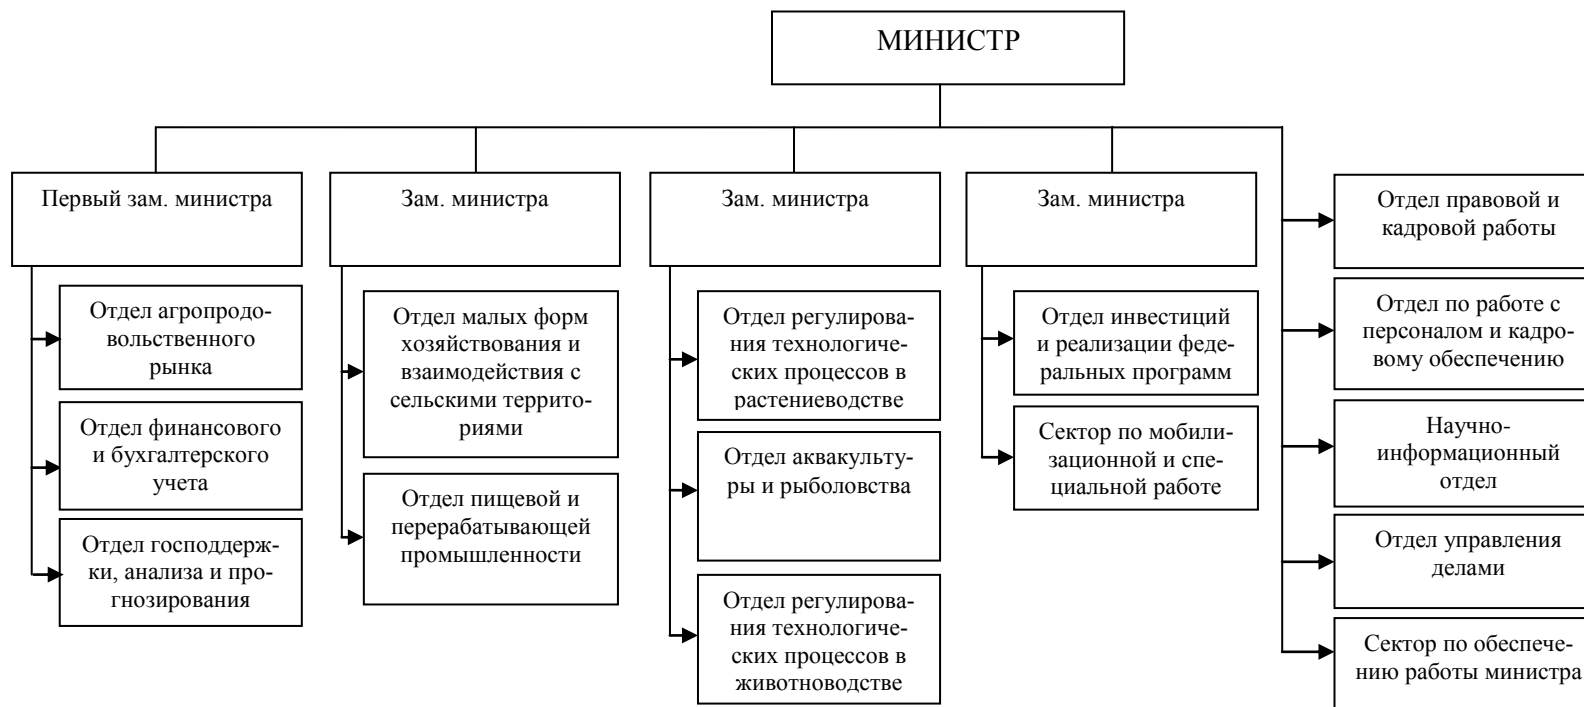 МИНИСТР
Первый зам. министра
Зам. министра
Зам. министра
Зам. министра
Отдел агропродо-
вольственного
рынка
Отдел финансового
и бухгалтерского
учета
Отдел господдерж-
ки, анализа и про-
гнозирования
Отдел малых форм
хозяйствования и
взаимодействия с
сельскими террито-
риями
Отдел пищевой и
перерабатывающей
промышленности
Отдел регулирова-
ния технологиче-
ских процессов в
растениеводстве
Отдел аквакульту-
ры и рыболовства
Отдел регулирова-
ния технологиче-
ских процессов в
животноводстве
Отдел инвестиций
и реализации феде-
ральных программ
Сектор по мобили-
зационной и спе-
циальной работе
Отдел правовой и
кадровой работы
Отдел по работе с
персоналом и кадро-
вому обеспечению
Научно-
информационный
отдел
Отдел управления
делами
Сектор по обеспече-
нию работы министра